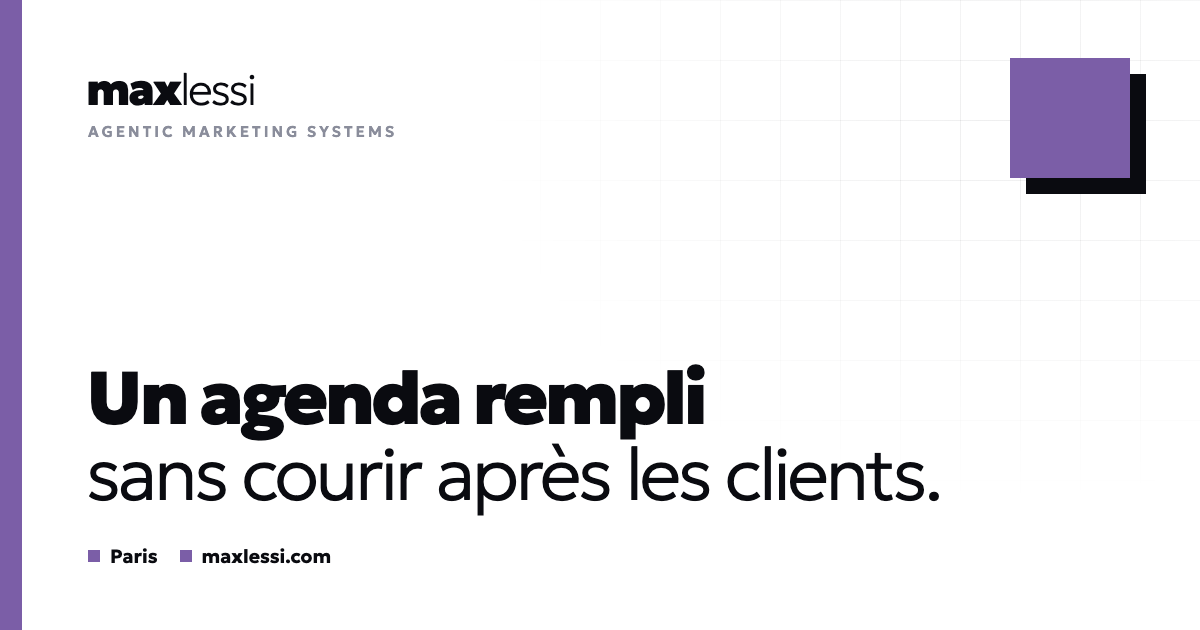 maxlessi
AGENTIC MARKETING SYSTEMS
Un agenda rempli
sans courir après les clients.
Paris maxlessi.com